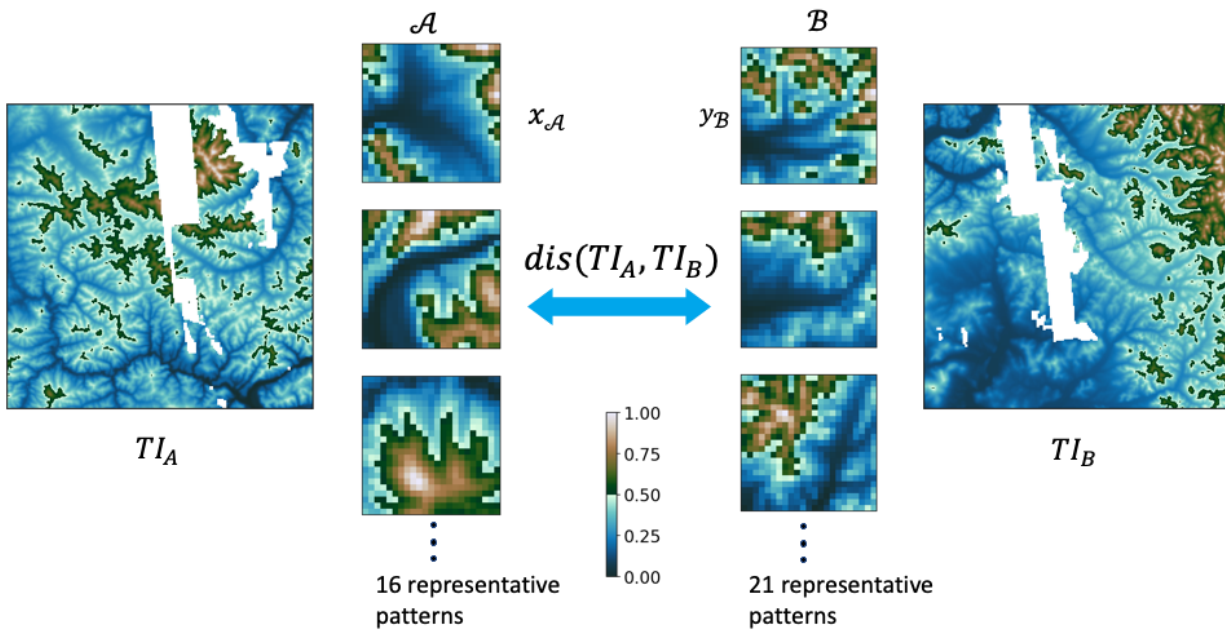 𝒜
ℬ
x_𝒜
y_ℬ
dis(TI_A, TI_B)
TI_A
TI_B
1.00
0.75
0.50
0.25
0.00
16 representative
patterns
21 representative
patterns